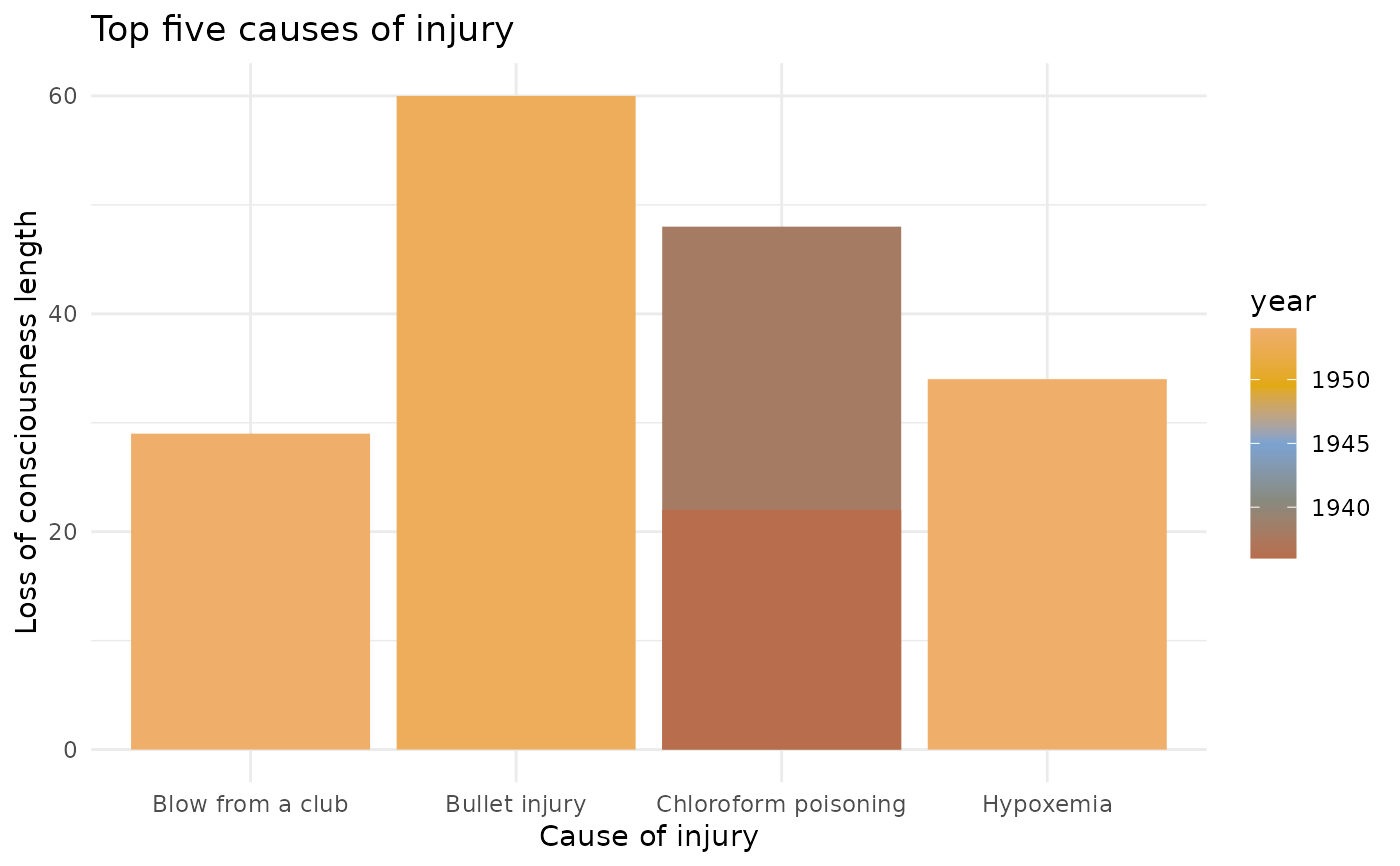 Top five causes of injury
60
40
20
0
Loss of consciousness length
Blow from a club
Bullet injury
Chloroform poisoning
Hypoxemia
Cause of injury
year
1950
1945
1940